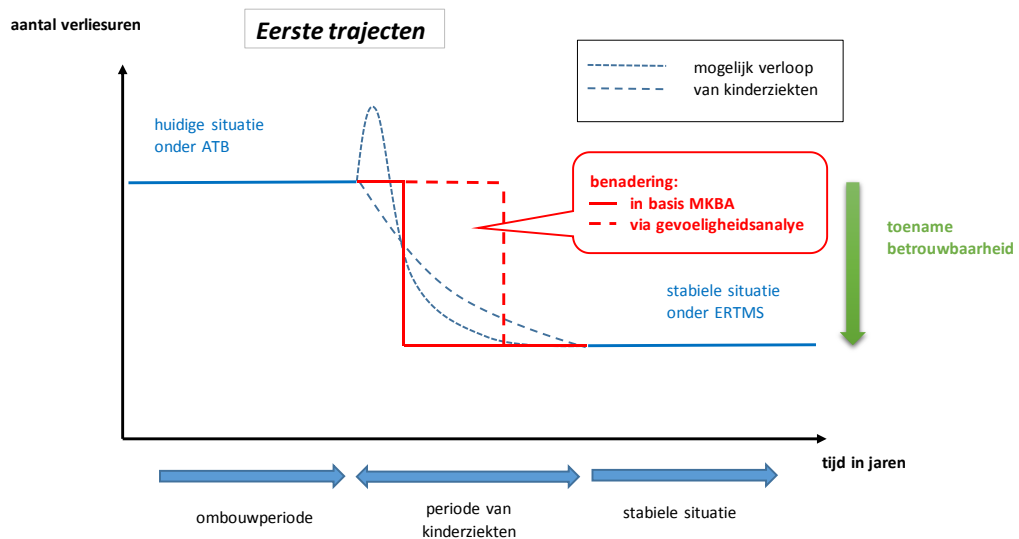 aantal verliesuren
Eerste trajecten
mogelijk verloop
van kinderziekten
huidige situatie
onder ATB
benadering:
in basis MKBA
via gevoeligheidsanalye
toename
betrouwbaarheid
stabiele situatie
onder ERTMS
tijd in jaren
ombouwperiode
periode van
kinderziekten
stabiele situatie